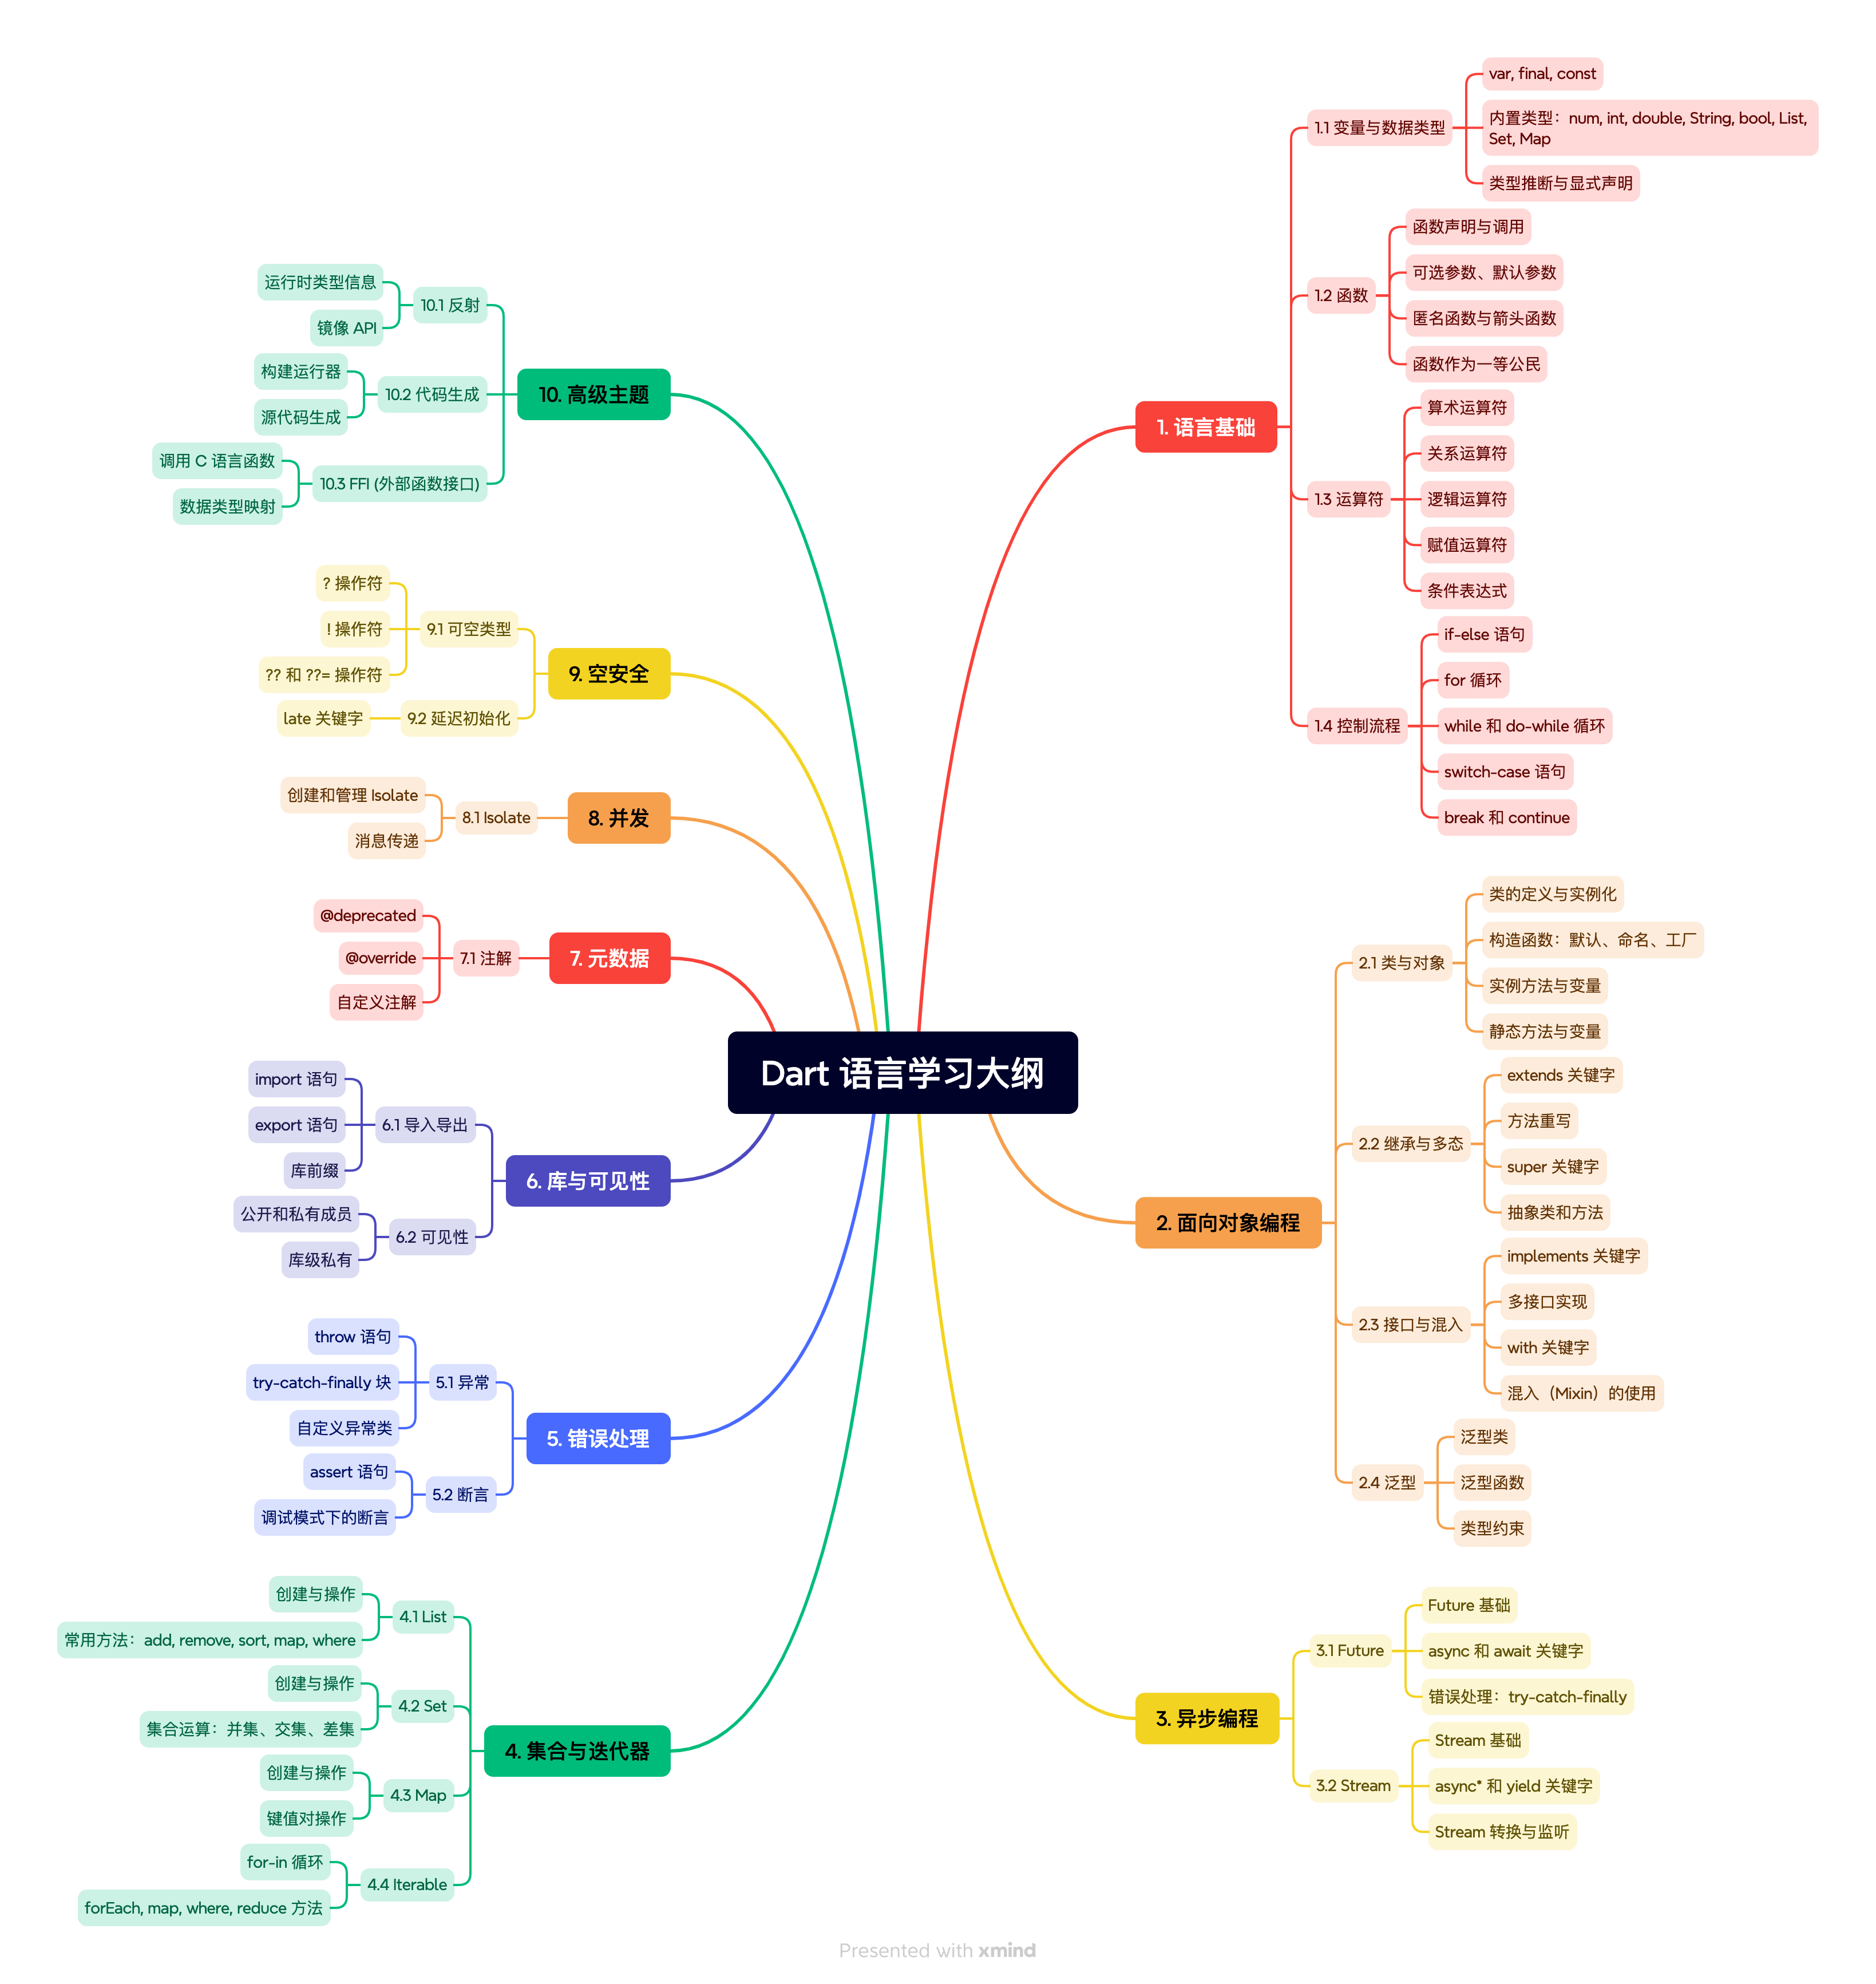 Dart 语言学习大纲
1. 语言基础
1.1 变量与数据类型
var, final, const
内置类型：num, int, double, String, bool, List,
Set, Map
类型推断与显式声明
1.2 函数
函数声明与调用
可选参数、默认参数
匿名函数与箭头函数
函数作为一等公民
1.3 运算符
算术运算符
关系运算符
逻辑运算符
赋值运算符
条件表达式
1.4 控制流程
if-else 语句
for 循环
while 和 do-while 循环
switch-case 语句
break 和 continue
2. 面向对象编程
2.1 类与对象
类的定义与实例化
构造函数：默认、命名、工厂
实例方法与变量
静态方法与变量
2.2 继承与多态
extends 关键字
方法重写
super 关键字
抽象类和方法
2.3 接口与混入
implements 关键字
多接口实现
with 关键字
混入（Mixin）的使用
2.4 泛型
泛型类
泛型函数
类型约束
3. 异步编程
3.1 Future
Future 基础
async 和 await 关键字
错误处理：try-catch-finally
3.2 Stream
Stream 基础
async* 和 yield 关键字
Stream 转换与监听
4. 集合与迭代器
4.1 List
创建与操作
常用方法：add, remove, sort, map, where
4.2 Set
创建与操作
集合运算：并集、交集、差集
4.3 Map
创建与操作
键值对操作
4.4 Iterable
for-in 循环
forEach, map, where, reduce 方法
5. 错误处理
5.1 异常
throw 语句
try-catch-finally 块
自定义异常类
5.2 断言
assert 语句
调试模式下的断言
6. 库与可见性
6.1 导入导出
import 语句
export 语句
库前缀
6.2 可见性
公开和私有成员
库级私有
7. 元数据
7.1 注解
@deprecated
@override
自定义注解
8. 并发
8.1 Isolate
创建和管理 Isolate
消息传递
9. 空安全
9.1 可空类型
? 操作符
! 操作符
?? 和 ??= 操作符
9.2 延迟初始化
late 关键字
10. 高级主题
10.1 反射
运行时类型信息
镜像 API
10.2 代码生成
构建运行器
源代码生成
10.3 FFI (外部函数接口)
调用 C 语言函数
数据类型映射
Presented with xmind